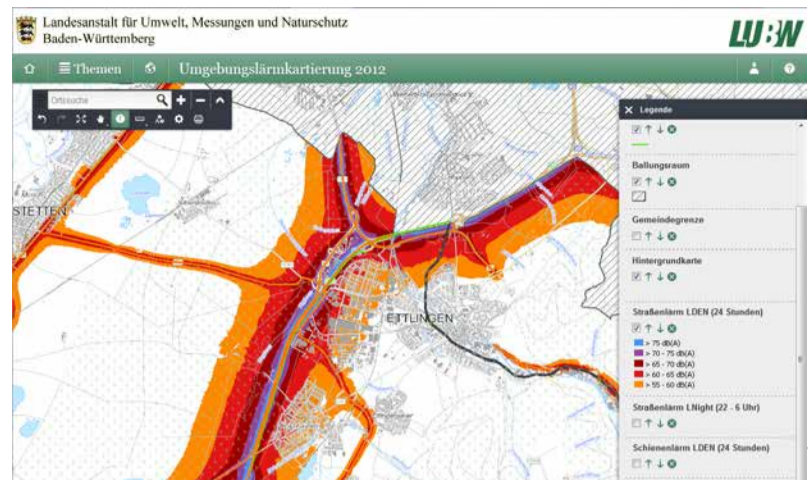 Landesanstalt für Umwelt, Messungen und Naturschutz
Baden-Württemberg
LUBW
Themen
Umgebungslärmkartierung 2012
Ortssuche
Legende
Ballungsraum
Gemeindegrenze
Hintergrundkarte
Straßenlärm LDEN (24 Stunden)
> 75 dB(A)
> 70 - 75 dB(A)
> 65 - 70 dB(A)
> 60 - 65 dB(A)
> 55 - 60 dB(A)
Straßenlärm LNight (22 - 6 Uhr)
Schienenlärm LDEN (24 Stunden)
STETTEN
ETTLINGEN